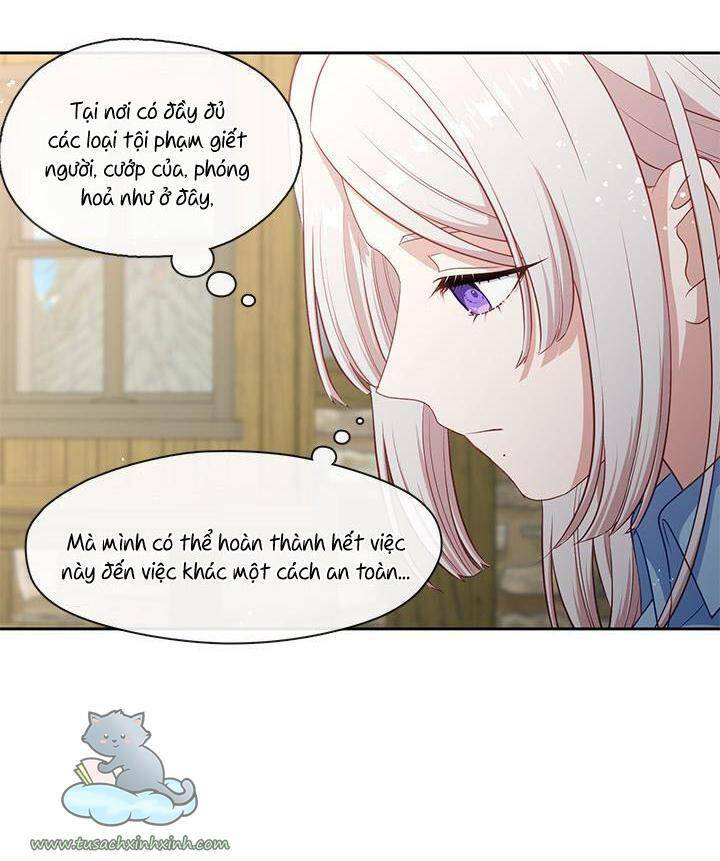 Tại nơi có đầy đủ
các loại tội phạm giết
người, cướp của, phóng
hoả như ở đây,
Mà mình có thể hoàn thành hết việc
này đến việc khác một cách an toàn...
www.tusachxinhxinh.com